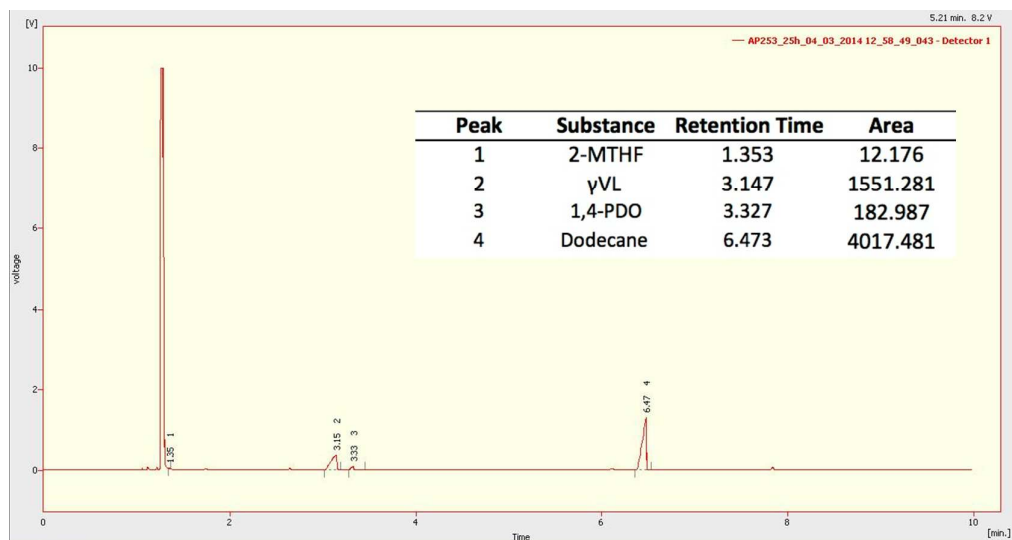 5.21 min. 8.2 V
[V]
AP253_25h_04_03_2014 12_58_49_043 - Detector 1
10
8
6
4
2
0
voltage
Peak Substance Retention Time Area
1 2-MTHF 1.353 12.176
2 γVL 3.147 1551.281
3 1,4-PDO 3.327 182.987
4 Dodecane 6.473 4017.481
1.35 1
3.15 2
3.33 3
6.47 4
0 2 4 6 8 10
Time
[min.]